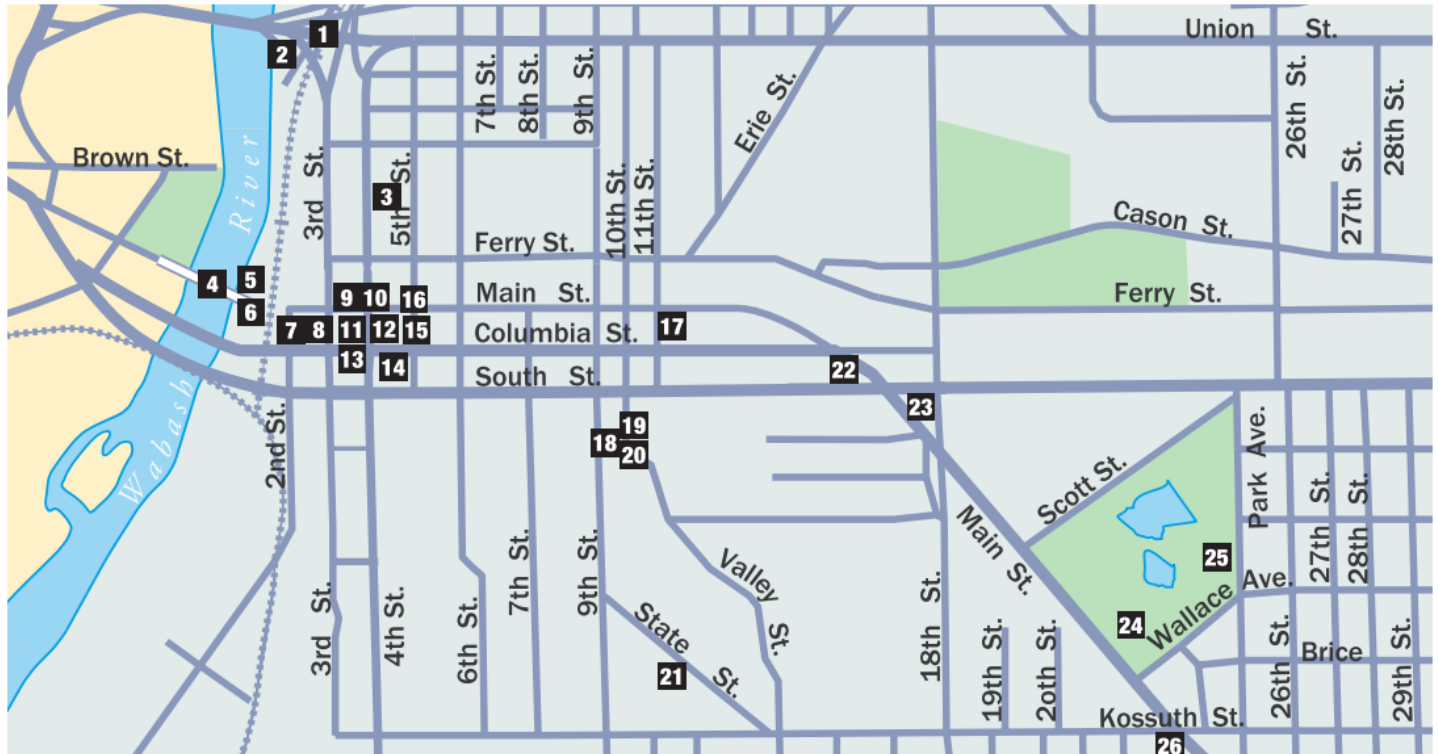 Union St.
1
2
7th St.
8th St.
9th St.
Erie St.
26th St.
28th St.
27th St.
Brown St.
River
3rd St.
3
5th St.
10th St.
11th St.
Cason St.
Ferry St.
4
5
6
9
10
16
Main St.
Ferry St.
7
8
11
12
15
Columbia St.
17
13
14
South St.
22
23
Wabash
2nd St.
18
19
20
Scott St.
Park Ave.
Main St.
27th St.
28th St.
25
3rd St.
4th St.
6th St.
7th St.
9th St.
Valley St.
State St.
21
18th St.
19th St.
2oth St.
24
Wallace Ave.
26th St.
Brice
29th St.
Kossuth St.
26